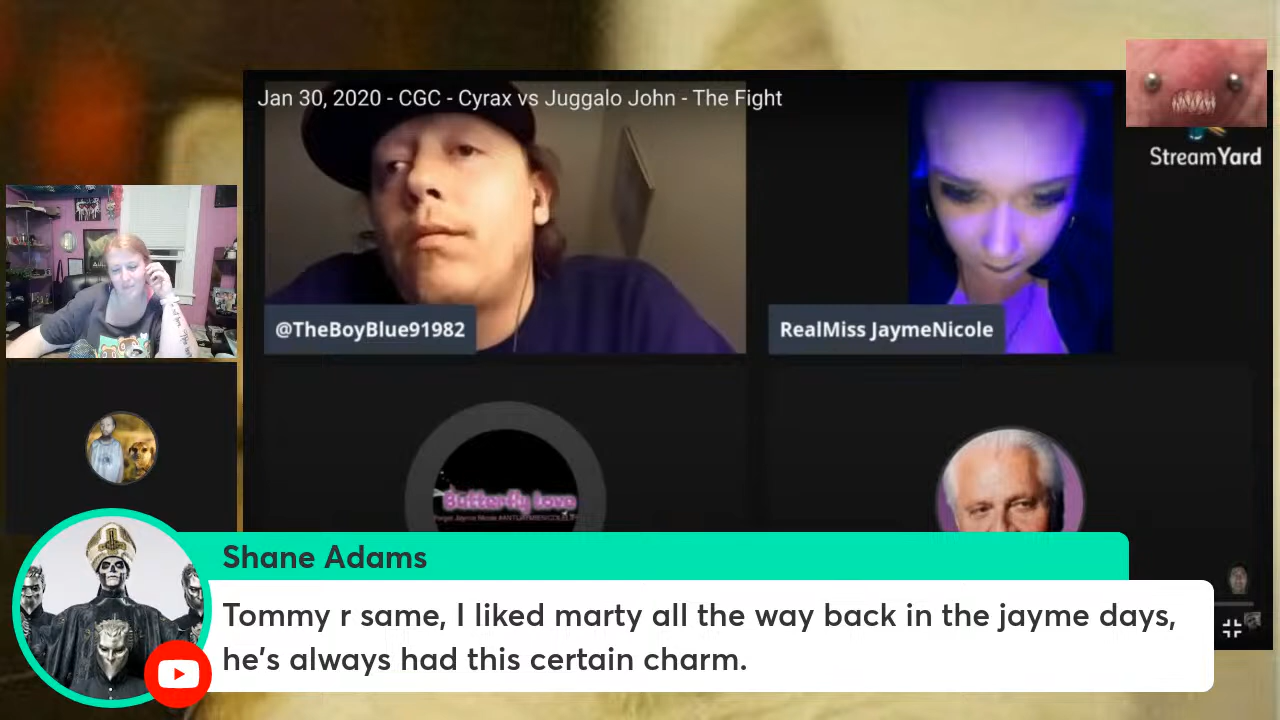 Jan 30, 2020 - CGC - Cyrax vs Juggalo John - The Fight
StreamYard
@TheBoyBlue91982
RealMiss JaymeNicole
Butterfly Love
Shane Adams
Tommy r same, I liked marty all the way back in the jayme days,
he's always had this certain charm.